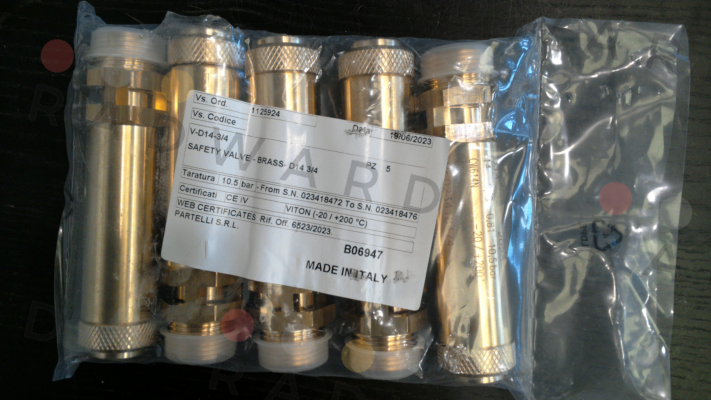 Vs. Ord. 1125924
Vs. Codice Data: 19/06/2023
V-D14-3/4
SAFETY VALVE - BRASS- D14 3/4 PZ 5
Taratura 10.5 bar - From S.N. 023418472 To S.N. 023418476
Certificati CE IV VITON (-20 / +200 °C)
WEB CERTIFICATES Rif. Off. 6523/2023.
PARTELLI S.R.L.
B06947
MADE IN ITALY
WARD